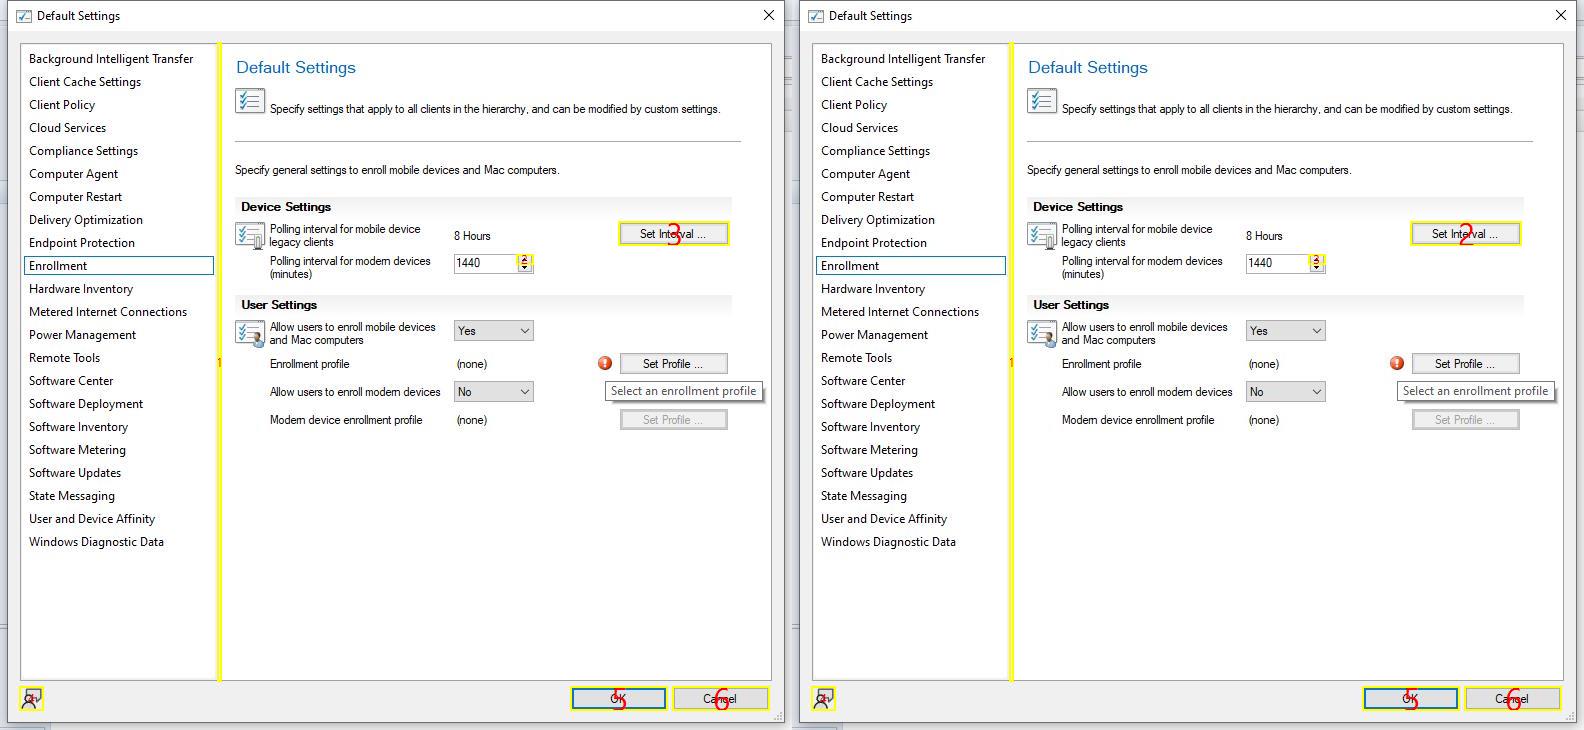 Default Settings
Background Intelligent Transfer
Client Cache Settings
Client Policy
Cloud Services
Compliance Settings
Computer Agent
Computer Restart
Delivery Optimization
Endpoint Protection
Enrollment
Hardware Inventory
Metered Internet Connections
Power Management
Remote Tools
Software Center
Software Deployment
Software Inventory
Software Metering
Software Updates
State Messaging
User and Device Affinity
Windows Diagnostic Data
1
Default Settings
Specify settings that apply to all clients in the hierarchy, and can be modified by custom settings.
Specify general settings to enroll mobile devices and Mac computers.
Device Settings
Polling interval for mobile device
legacy clients
8 Hours
Set Interval ...
3
Polling interval for modern devices
(minutes)
1440
User Settings
Allow users to enroll mobile devices
and Mac computers
Yes
Enrollment profile
(none)
Set Profile ...
Allow users to enroll modern devices
No
Select an enrollment profile
Modern device enrollment profile
(none)
Set Profile ...
OK
5
Cancel
6
Default Settings
Background Intelligent Transfer
Client Cache Settings
Client Policy
Cloud Services
Compliance Settings
Computer Agent
Computer Restart
Delivery Optimization
Endpoint Protection
Enrollment
Hardware Inventory
Metered Internet Connections
Power Management
Remote Tools
Software Center
Software Deployment
Software Inventory
Software Metering
Software Updates
State Messaging
User and Device Affinity
Windows Diagnostic Data
1
Default Settings
Specify settings that apply to all clients in the hierarchy, and can be modified by custom settings.
Specify general settings to enroll mobile devices and Mac computers.
Device Settings
Polling interval for mobile device
legacy clients
8 Hours
Set Interval ...
2
Polling interval for modern devices
(minutes)
1440
User Settings
Allow users to enroll mobile devices
and Mac computers
Yes
Enrollment profile
(none)
Set Profile ...
Allow users to enroll modern devices
No
Select an enrollment profile
Modern device enrollment profile
(none)
Set Profile ...
OK
5
Cancel
6